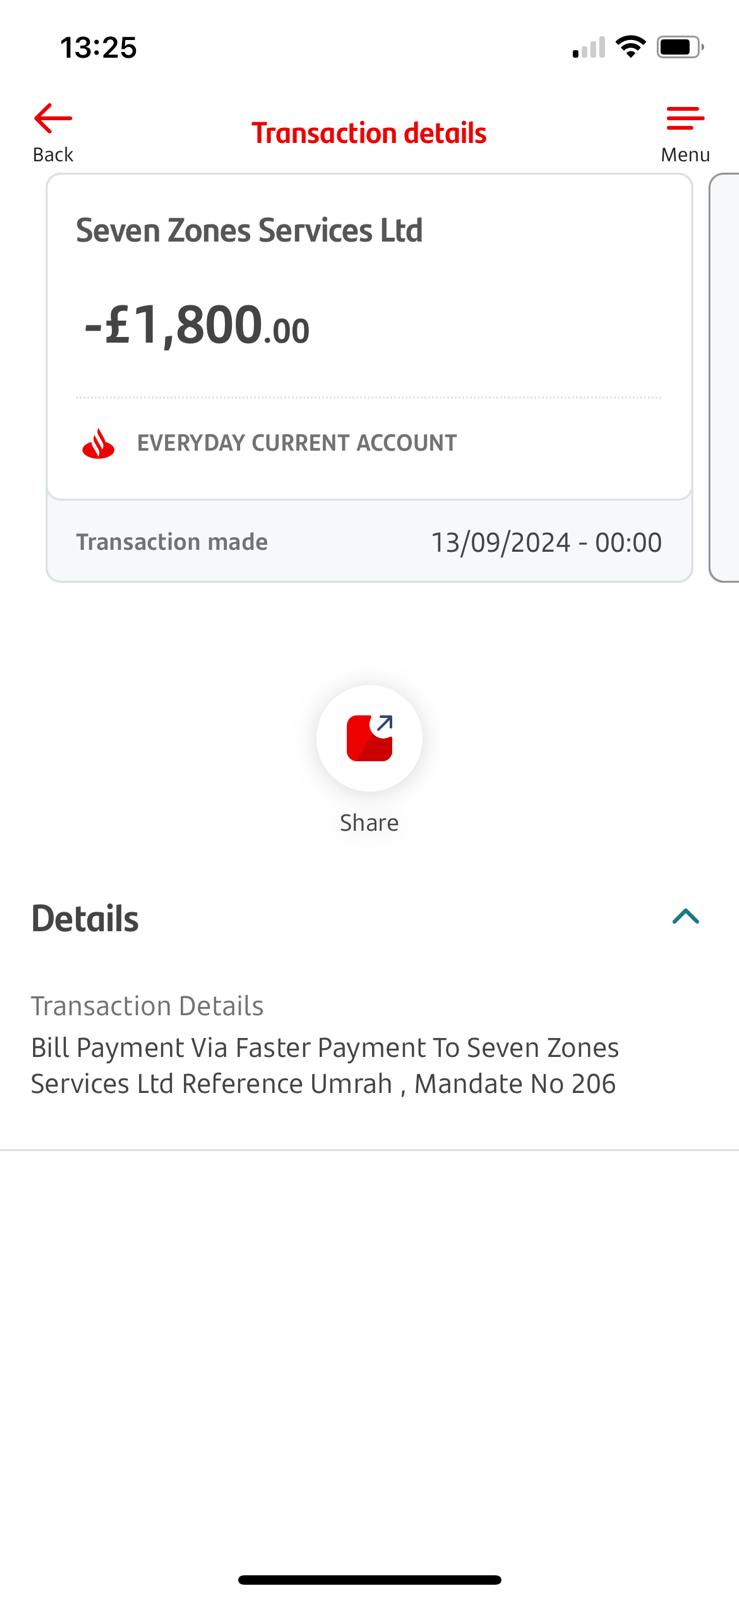 13:25
Back
Transaction details
Menu
Seven Zones Services Ltd
-£1,800.00
EVERYDAY CURRENT ACCOUNT
Transaction made 13/09/2024 - 00:00
Share
Details
Transaction Details
Bill Payment Via Faster Payment To Seven Zones
Services Ltd Reference Umrah , Mandate No 206